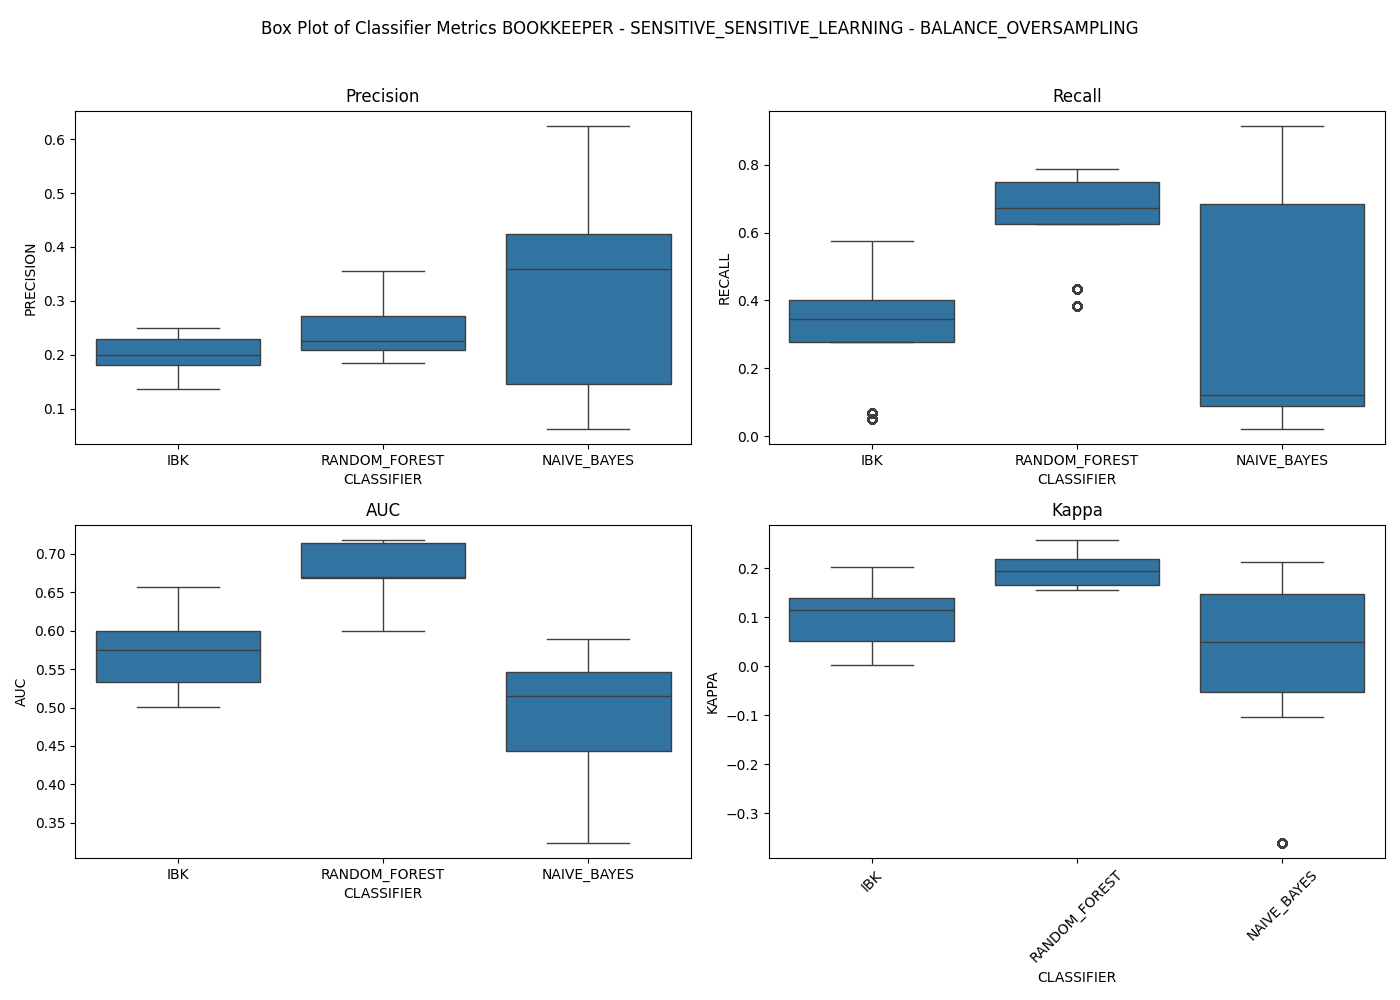 Box Plot of Classifier Metrics BOOKKEEPER - SENSITIVE_SENSITIVE_LEARNING - BALANCE_OVERSAMPLING
Precision
0.6
0.5
0.4
0.3
0.2
0.1
PRECISION
IBK RANDOM_FOREST NAIVE_BAYES
CLASSIFIER
Recall
0.8
0.6
0.4
0.2
0.0
RECALL
IBK RANDOM_FOREST NAIVE_BAYES
CLASSIFIER
AUC
0.70
0.65
0.60
0.55
0.50
0.45
0.40
0.35
AUC
IBK RANDOM_FOREST NAIVE_BAYES
CLASSIFIER
Kappa
0.2
0.1
0.0
−0.1
−0.2
−0.3
KAPPA
IBK RANDOM_FOREST NAIVE_BAYES
CLASSIFIER